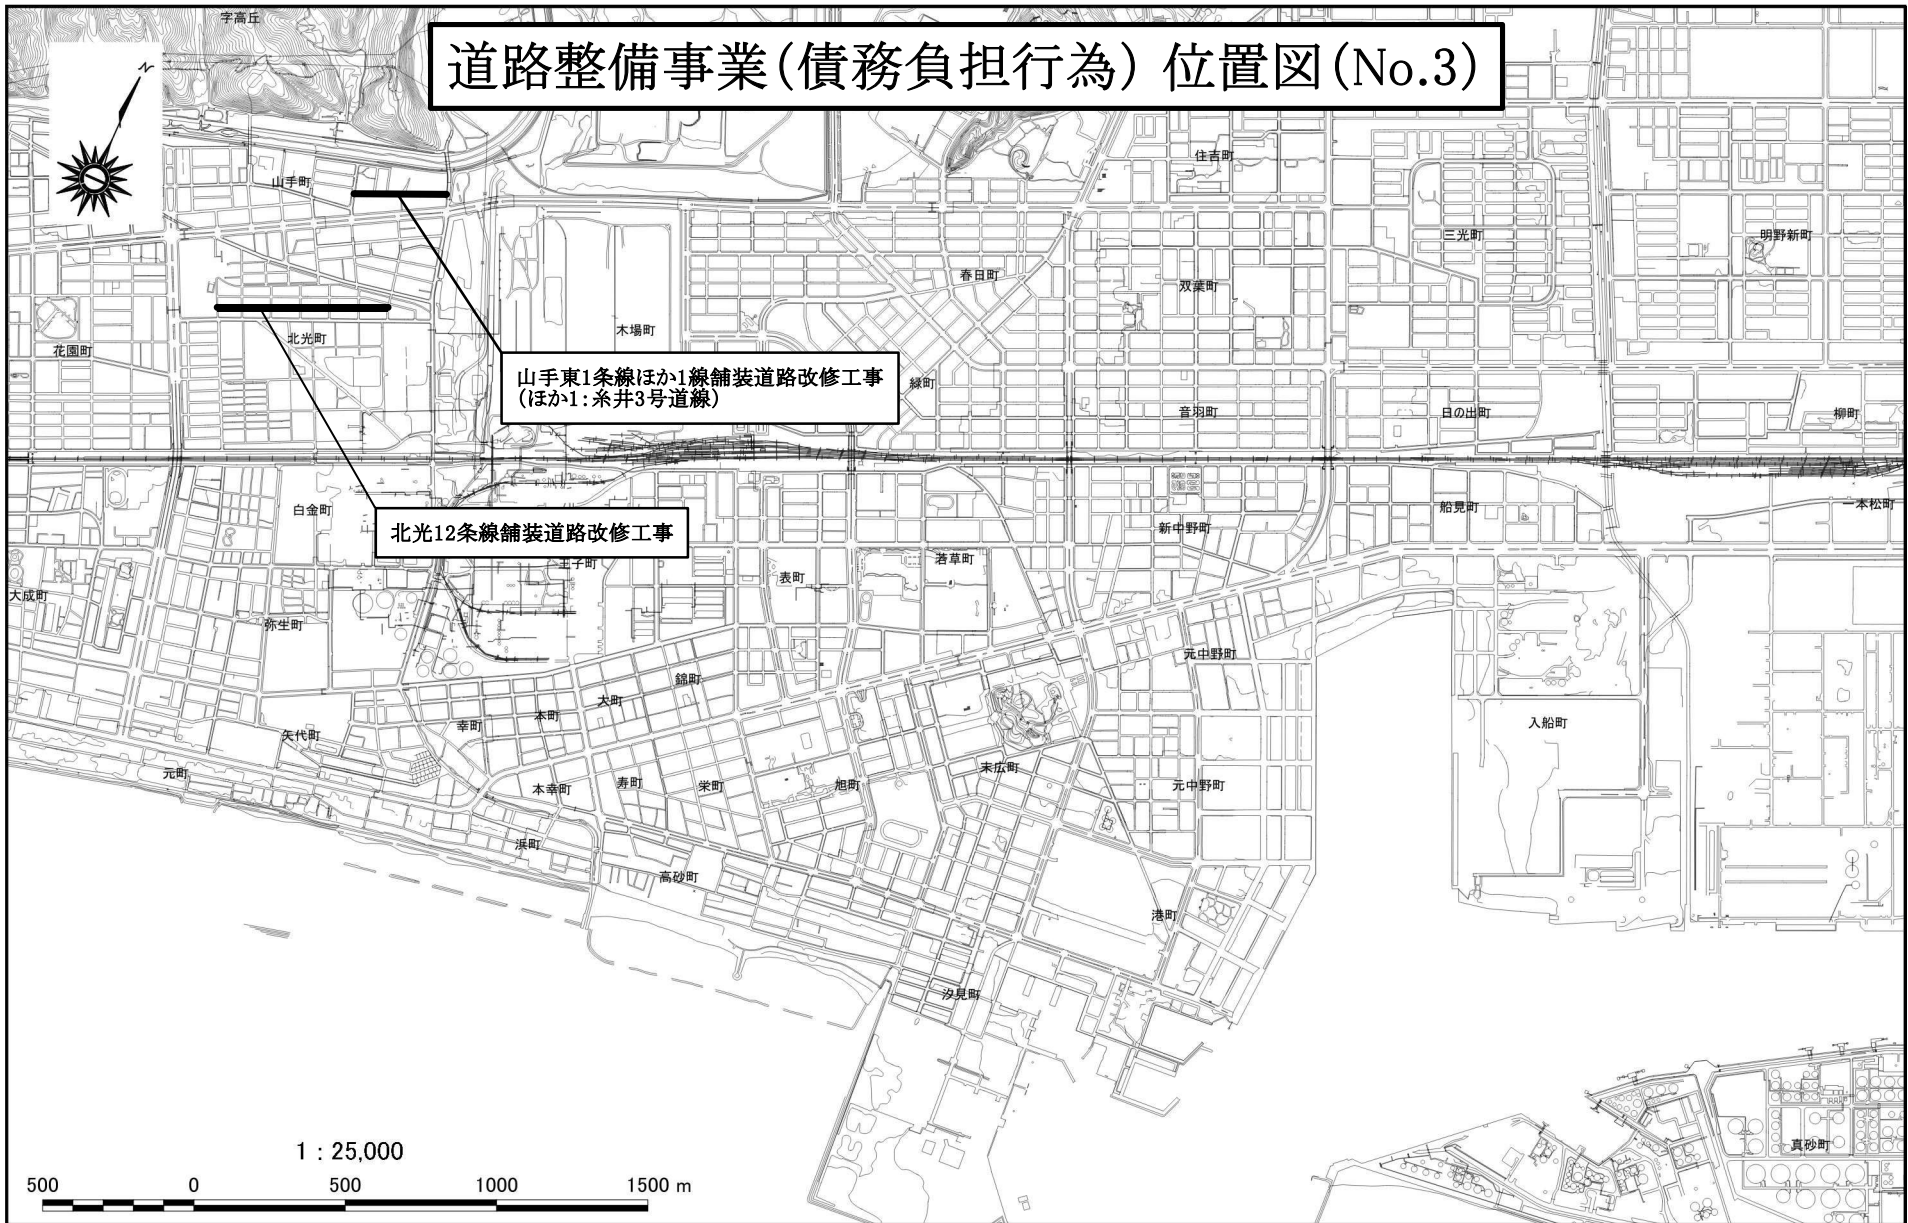 字高丘
道路整備事業(債務負担行為) 位置図(No.3)
N
住吉町
山手町
三光町
明野新町
春日町
双葉町
木場町
北光町
花園町
山手東1条線ほか1線舗装道路改修工事
(ほか1:糸井3号道線)
緑町
音羽町
日の出町
柳町
白金町
船見町
一本松町
新中野町
北光12条線舗装道路改修工事
王子町
若草町
表町
大成町
弥生町
元中野町
錦町
大町
本町
幸町
入船町
矢代町
元町
末広町
本幸町
寿町
栄町
旭町
元中野町
浜町
高砂町
港町
汐見町
真砂町
1 : 25,000
500 0 500 1000 1500 m